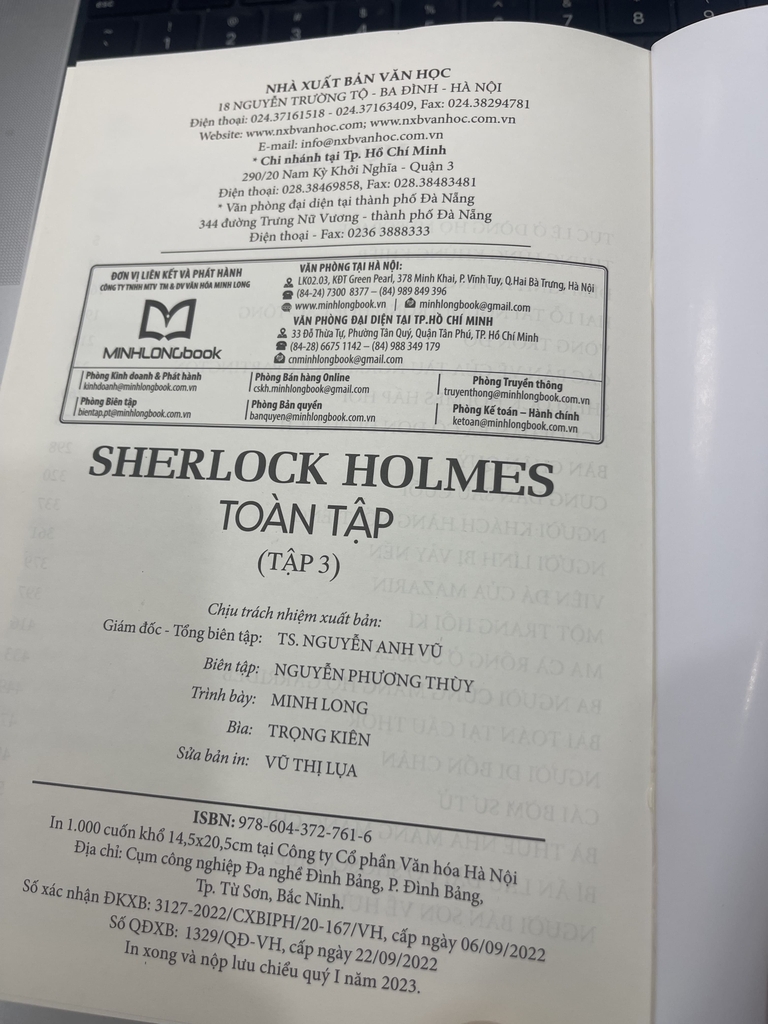 NHÀ XUẤT BẢN VĂN HỌC
18 NGUYỄN TRƯỜNG TỘ - BA ĐÌNH - HÀ NỘI
Điện thoại: 024.37161518 - 024.37163409, Fax: 024.38294781
Website: www.nxbvanhoc.com; www.nxbvanhoc.com.vn
E-mail: info@nxbvanhoc.com.vn
* Chi nhánh tại Tp. Hồ Chí Minh
290/20 Nam Kỳ Khởi Nghĩa - Quận 3
Điện thoại: 028.38469858, Fax: 028.38483481
* Văn phòng đại diện tại thành phố Đà Nẵng
344 đường Trưng Nữ Vương - thành phố Đà Nẵng
Điện thoại - Fax: 0236 3888333
ĐƠN VỊ LIÊN KẾT VÀ PHÁT HÀNH
CÔNG TY TNHH MTV TM & DV VĂN HÓA MINH LONG
MINHLONGbook
VĂN PHÒNG TẠI HÀ NỘI:
LK02.03, KĐT Green Pearl, 378 Minh Khai, P. Vĩnh Tuy, Q.Hai Bà Trưng, Hà Nội
(84-24) 7300 8377 – (84) 989 849 396
www.minhlongbook.vn | minhlongbook@gmail.com
VĂN PHÒNG ĐẠI DIỆN TẠI TP.HỒ CHÍ MINH
33 Đỗ Thừa Tự, Phường Tân Quý, Quận Tân Phú, TP. Hồ Chí Minh
(84-28) 6675 1142 – (84) 988 349 179
cnminhlongbook@gmail.com
Phòng Kinh doanh & Phát hành
kinhdoanh@minhlongbook.com.vn
Phòng Bán hàng Online
cskh.minhlongbook@gmail.com
Phòng Truyền thông
truyenthong@minhlongbook.com.vn
Phòng Biên tập
bientap.pt@minhlongbook.com.vn
Phòng Bản quyền
banquyen@minhlongbook.com.vn
Phòng Kế toán – Hành chính
ketoan@minhlongbook.com.vn
SHERLOCK HOLMES
TOÀN TẬP
(TẬP 3)
Chịu trách nhiệm xuất bản:
Giám đốc - Tổng biên tập: TS. NGUYỄN ANH VŨ
Biên tập: NGUYỄN PHƯƠNG THÙY
Trình bày: MINH LONG
Bìa: TRỌNG KIÊN
Sửa bản in: VŨ THỊ LỤA
ISBN: 978-604-372-761-6
In 1.000 cuốn khổ 14,5x20,5cm tại Công ty Cổ phần Văn hóa Hà Nội
Địa chỉ: Cụm công nghiệp Đa nghề Đình Bảng, P. Đình Bảng,
Tp. Từ Sơn, Bắc Ninh.
Số xác nhận ĐKXB: 3127-2022/CXBIPH/20-167/VH, cấp ngày 06/09/2022
Số QĐXB: 1329/QĐ-VH, cấp ngày 22/09/2022
In xong và nộp lưu chiểu quý I năm 2023.